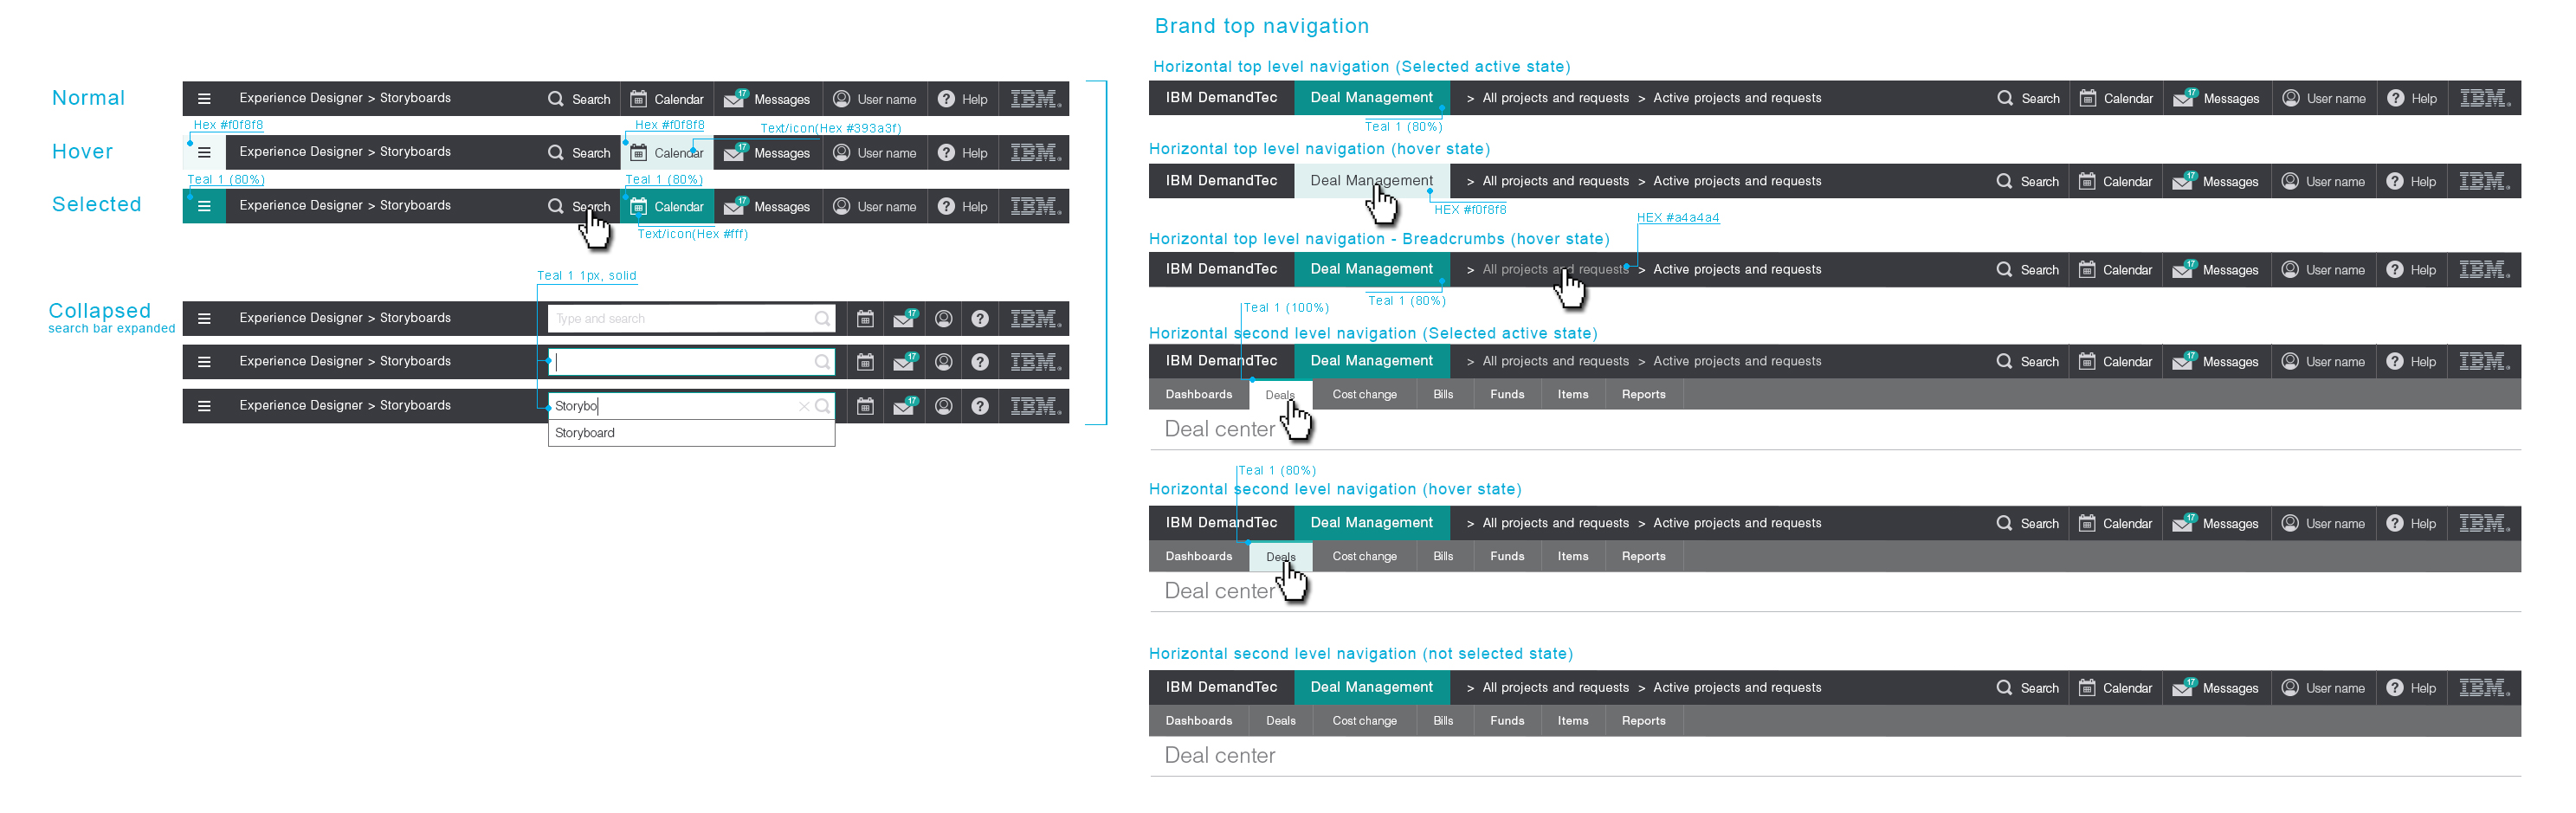 Normal
Experience Designer > Storyboards Search Calendar 17 Messages User name Help IBM
Hex #f0f8f8 Hex #f0f8f8 Text/icon(Hex #393a3f)
Hover
Experience Designer > Storyboards Search Calendar 17 Messages User name Help IBM
Teal 1 (80%) Teal 1 (80%)
Selected
Experience Designer > Storyboards Search Calendar 17 Messages User name Help IBM
Text/icon(Hex #fff)
Teal 1 1px, solid
Collapsed
search bar expanded
Experience Designer > Storyboards Type and search 17 IBM
Experience Designer > Storyboards 17 IBM
Experience Designer > Storyboards Storybo 17 IBM
Storyboard
Brand top navigation
Horizontal top level navigation (Selected active state)
IBM DemandTec Deal Management > All projects and requests > Active projects and requests Search Calendar 17 Messages User name Help IBM
Teal 1 (80%)
Horizontal top level navigation (hover state)
IBM DemandTec Deal Management > All projects and requests > Active projects and requests Search Calendar 17 Messages User name Help IBM
HEX #f0f8f8
HEX #a4a4a4
Horizontal top level navigation - Breadcrumbs (hover state)
IBM DemandTec Deal Management > All projects and requests > Active projects and requests Search Calendar 17 Messages User name Help IBM
Teal 1 (80%)
Teal 1 (100%)
Horizontal second level navigation (Selected active state)
IBM DemandTec Deal Management > All projects and requests > Active projects and requests Search Calendar 17 Messages User name Help IBM
Dashboards Deals Cost change Bills Funds Items Reports
Deal center
Teal 1 (80%)
Horizontal second level navigation (hover state)
IBM DemandTec Deal Management > All projects and requests > Active projects and requests Search Calendar 17 Messages User name Help IBM
Dashboards Deals Cost change Bills Funds Items Reports
Deal center
Horizontal second level navigation (not selected state)
IBM DemandTec Deal Management > All projects and requests > Active projects and requests Search Calendar 17 Messages User name Help IBM
Dashboards Deals Cost change Bills Funds Items Reports
Deal center